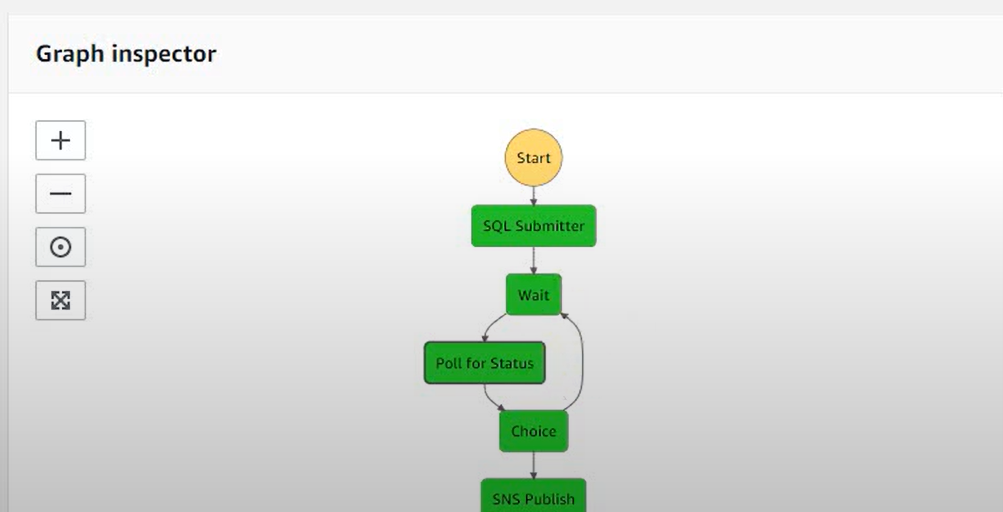 Graph inspector
Start
SQL Submitter
Wait
Poll for Status
Choice
SNS Publish